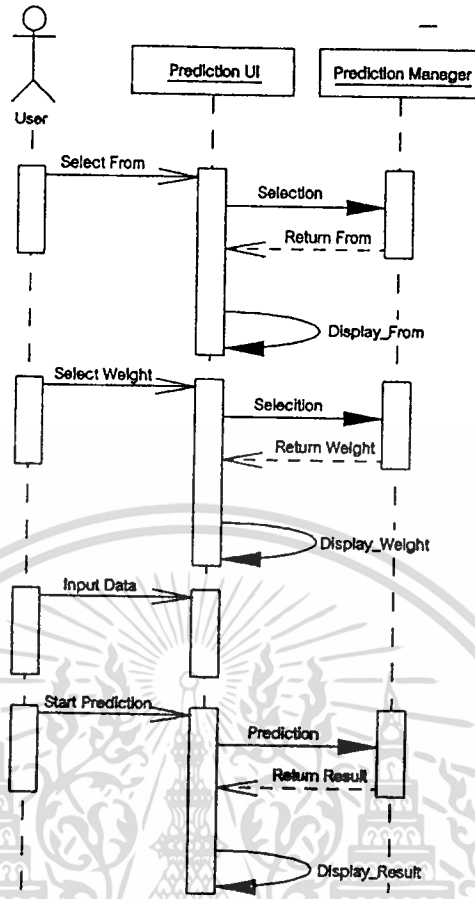 Prediction UI
Prediction Manager
User
Select From
Selection
Return From
Display_From
Select Weight
Selecition
Return Weight
Display_Weight
Input Data
Start Prediction
Prediction
Return Result
Display_Result